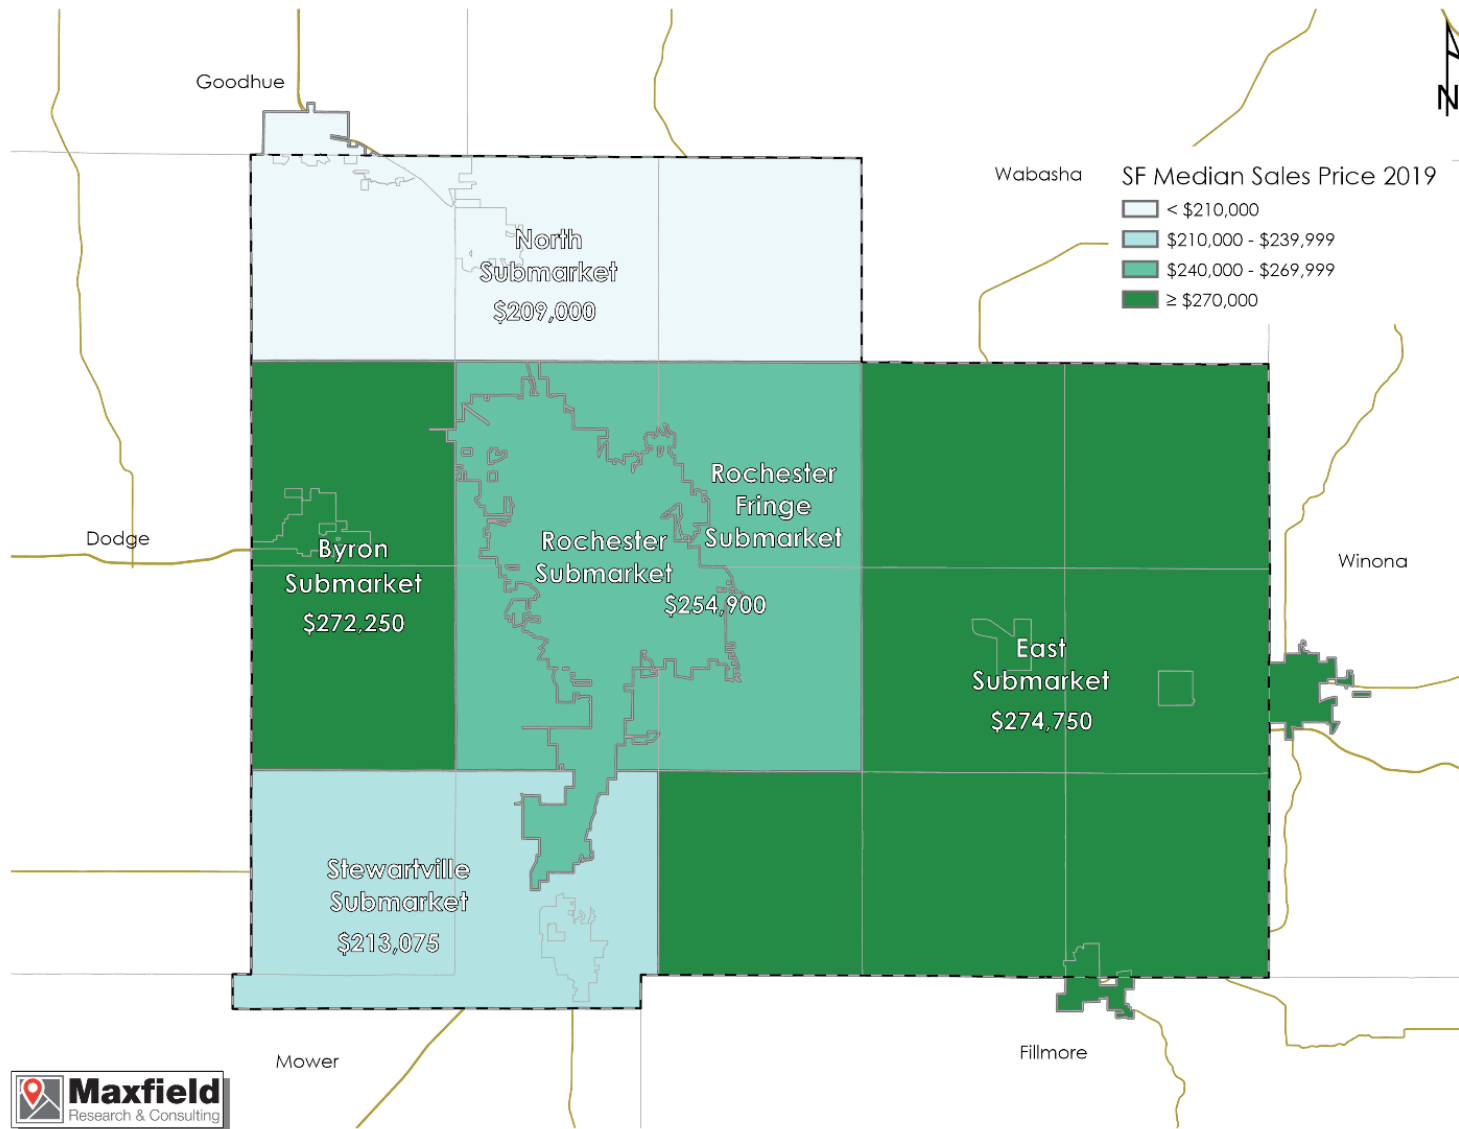 Goodhue
N
Wabasha
SF Median Sales Price 2019
< $210,000
$210,000 - $239,999
$240,000 - $269,999
≥ $270,000
North
Submarket
$209,000
Rochester
Fringe
Submarket
Dodge
Byron
Submarket
$272,250
Rochester
Submarket
$254,900
Winona
East
Submarket
$274,750
Stewartville
Submarket
$213,075
Mower
Fillmore
Maxfield
Research & Consulting